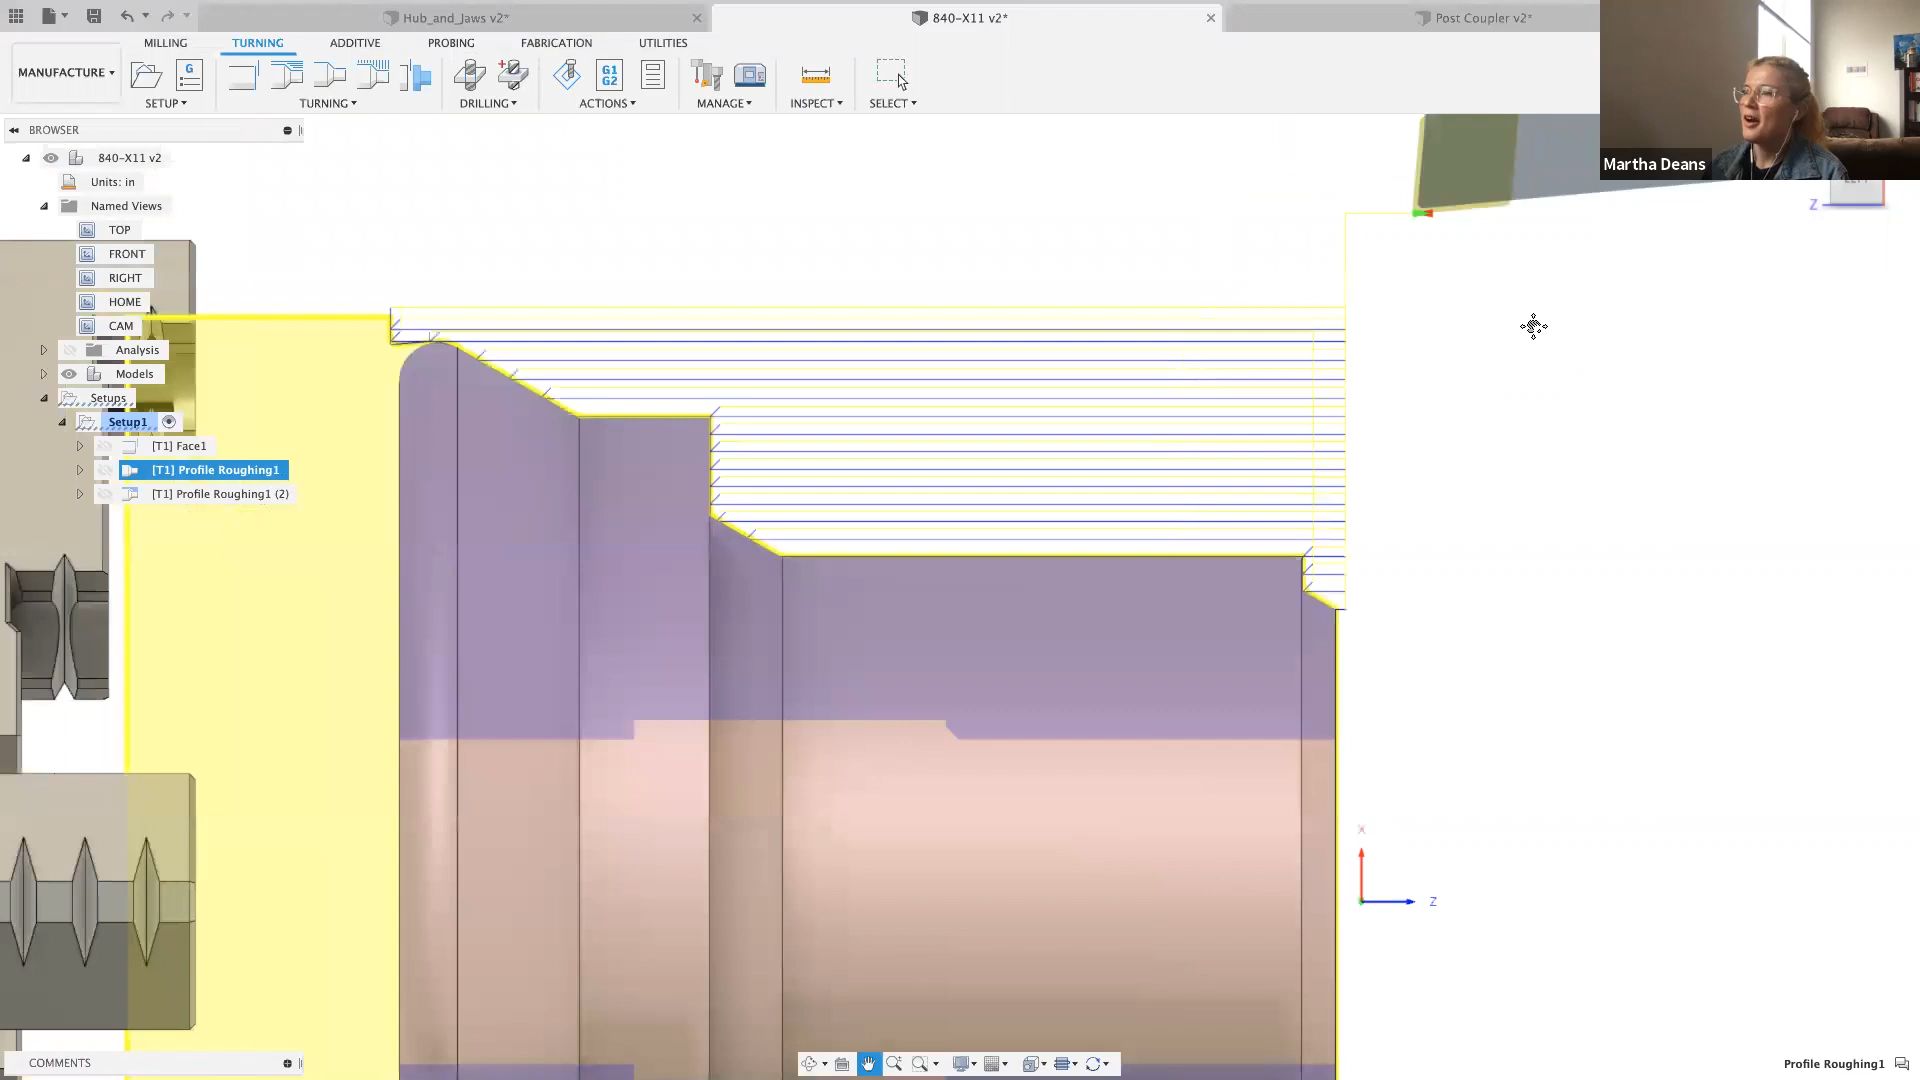 Hub_and_Jaws v2*
840-X11 v2*
Post Coupler v2*
MILLING
TURNING
ADDITIVE
PROBING
FABRICATION
UTILITIES
MANUFACTURE
G
G1
G2
SETUP
TURNING
DRILLING
ACTIONS
MANAGE
INSPECT
SELECT
Martha Deans
BROWSER
840-X11 v2
Units: in
Named Views
TOP
FRONT
RIGHT
HOME
CAM
Analysis
Models
Setups
Setup1
[T1] Face1
[T1] Profile Roughing1
[T1] Profile Roughing1 (2)
Z
X
Z
COMMENTS
Profile Roughing1